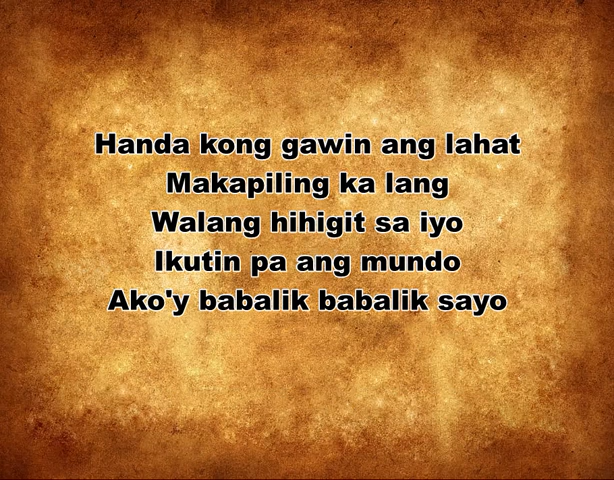 Handa kong gawin ang lahat
Makapiling ka lang
Walang hihigit sa iyo
Ikutin pa ang mundo
Ako'y babalik babalik sayo